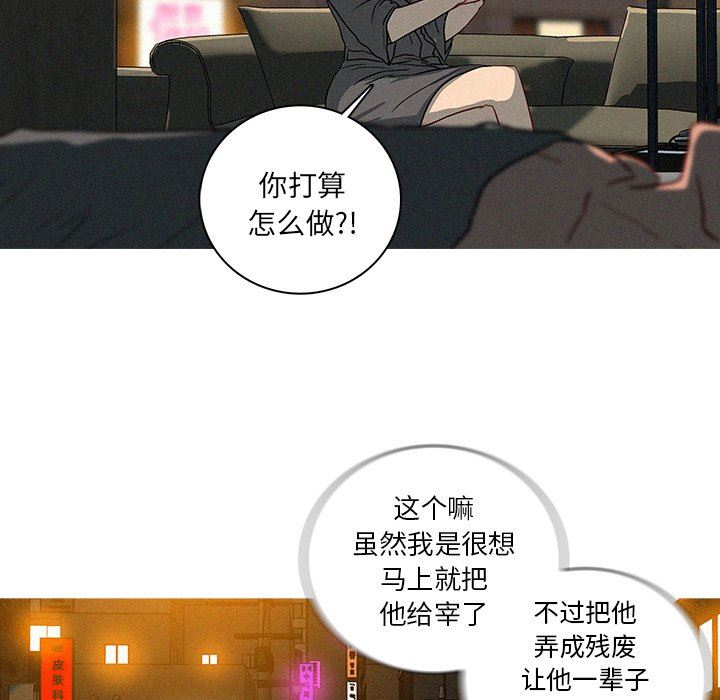 你打算
怎么做?!
这个嘛
虽然我是很想
马上就把
他给宰了
不过把他
弄成残废
让他一辈子
皮肤科